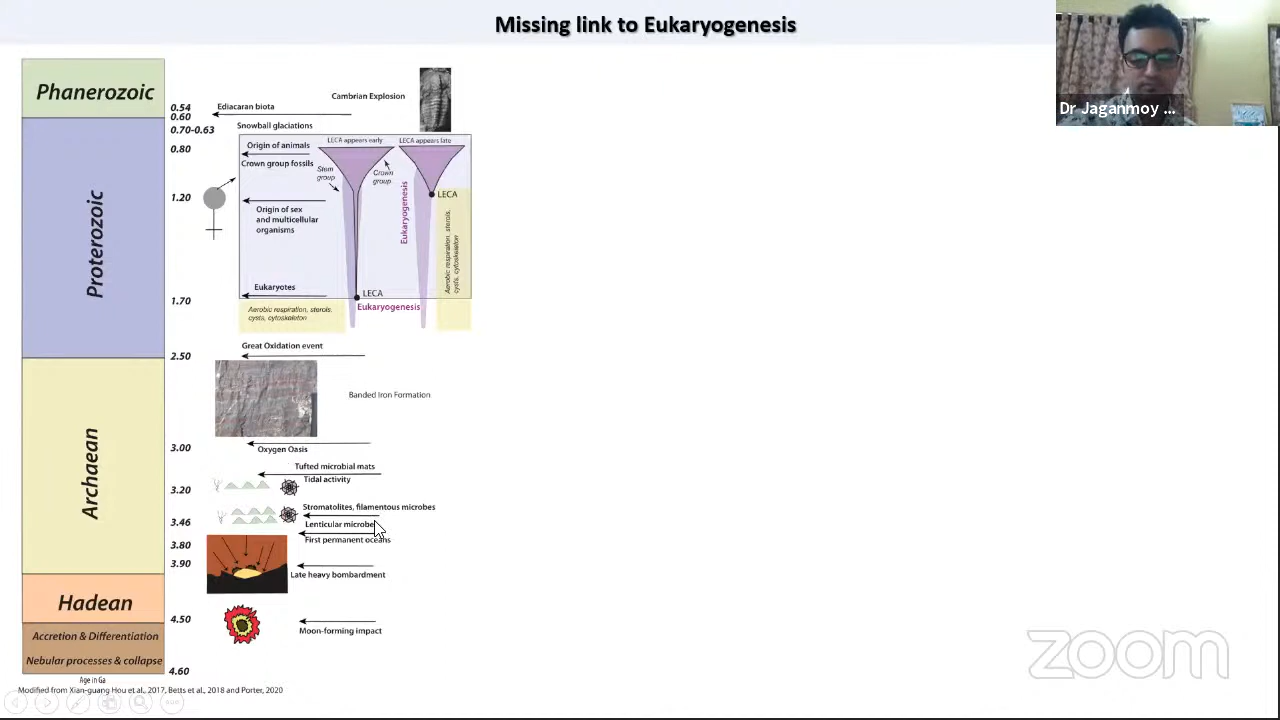 Missing link to Eukaryogenesis
Dr Jaganmoy ...
Phanerozoic
Cambrian Explosion
0.54
Ediacaran biota
0.60
0.70-0.63
Snowball glaciations
0.80
Origin of animals
LECA appears early
LECA appears late
Crown group fossils
Stem
group
Crown
group
Proterozoic
1.20
LECA
Origin of sex
and multicellular
organisms
Eukaryogenesis
Aerobic respiration, sterols,
cysts, cytoskeleton
Eukaryotes
LECA
1.70
Eukaryogenesis
Aerobic respiration, sterols,
cysts, cytoskeleton
Great Oxidation event
2.50
Banded Iron Formation
Archaean
3.00
Oxygen Oasis
Tufted microbial mats
Tidal activity
3.20
Stromatolites, filamentous microbes
3.46
Lenticular microbe
First permanent oceans
3.80
3.90
Late heavy bombardment
Hadean
4.50
Moon-forming impact
Accretion & Differentiation
Nebular processes & collapse
4.60
Age in Ga
Modified from Xian-guang Hou et al., 2017, Betts et al., 2018 and Porter, 2020
zoom